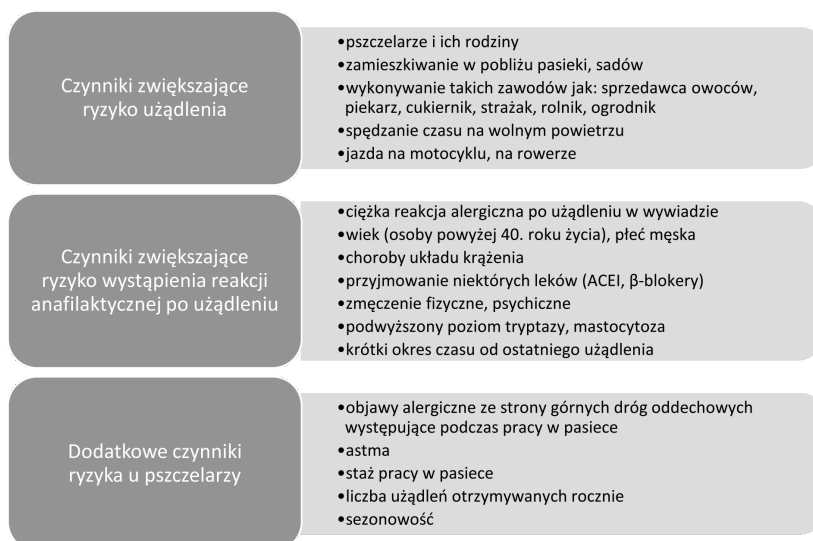 Czynniki zwiększające
ryzyko użądlenia
•pszczelarze i ich rodziny
•zamieszkiwanie w pobliżu pasieki, sadów
•wykonywanie takich zawodów jak: sprzedawca owoców,
piekarz, cukiernik, strażak, rolnik, ogrodnik
•spędzanie czasu na wolnym powietrzu
•jazda na motocyklu, na rowerze
Czynniki zwiększające
ryzyko wystąpienia reakcji
anafilaktycznej po użądleniu
•ciężka reakcja alergiczna po użądleniu w wywiadzie
•wiek (osoby powyżej 40. roku życia), płeć męska
•choroby układu krążenia
•przyjmowanie niektórych leków (ACEI, β-blokery)
•zmęczenie fizyczne, psychiczne
•podwyższony poziom tryptazy, mastocytoza
•krótki okres czasu od ostatniego użądlenia
Dodatkowe czynniki
ryzyka u pszczelarzy
•objawy alergiczne ze strony górnych dróg oddechowych
występujące podczas pracy w pasiece
•astma
•staż pracy w pasiece
•liczba użądleń otrzymywanych rocznie
•sezonowość